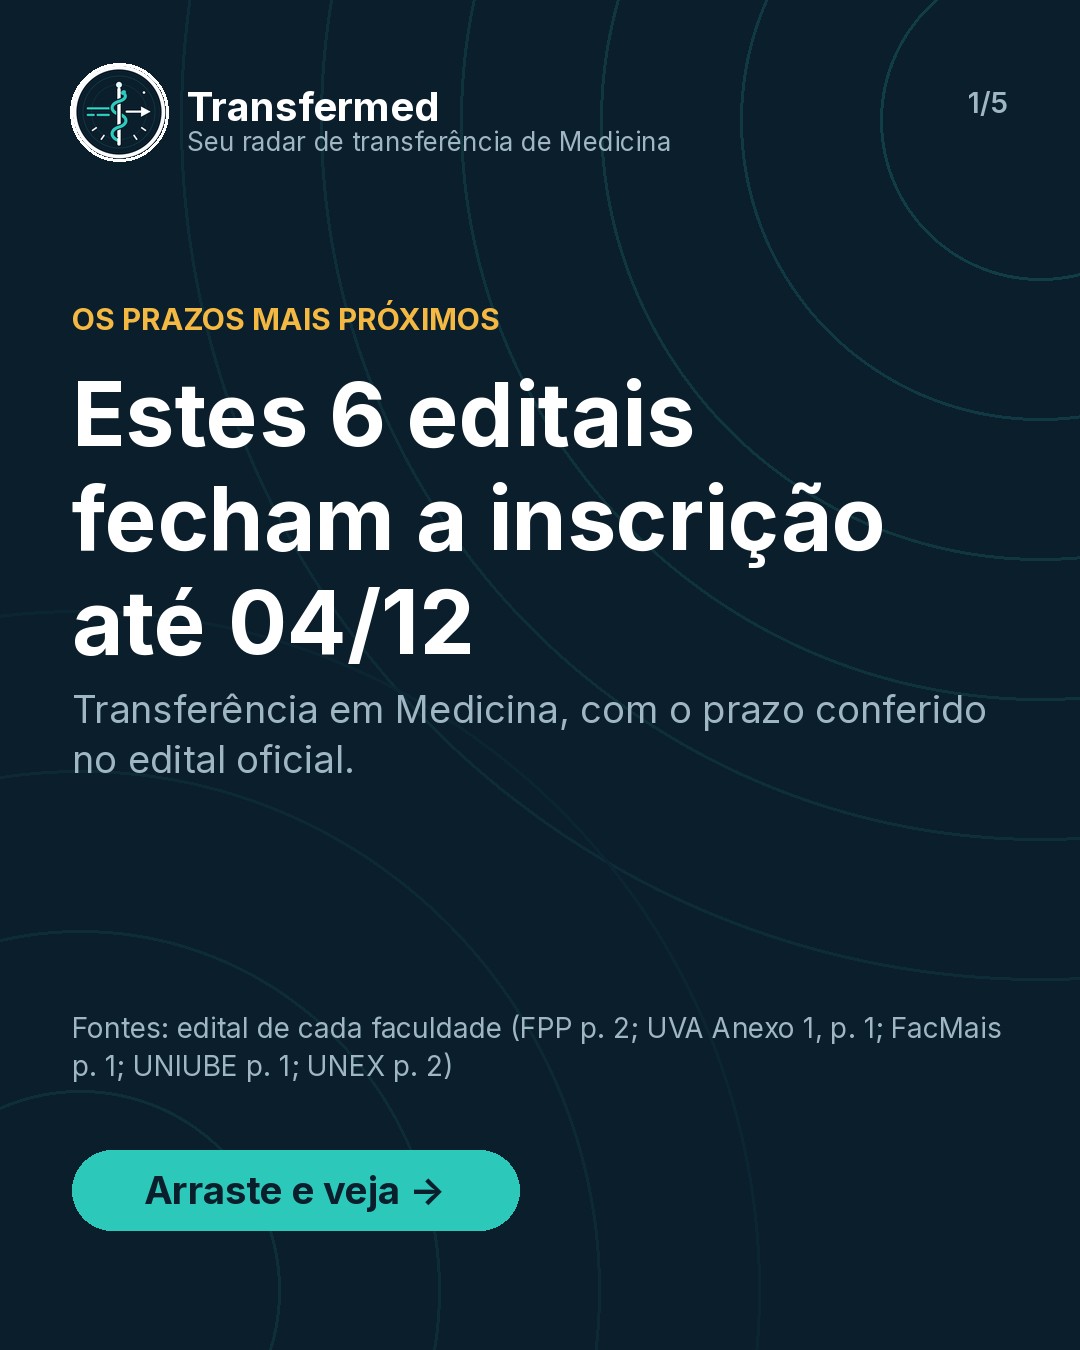 Transfermed
Seu radar de transferência de Medicina
1/5
OS PRAZOS MAIS PRÓXIMOS
Estes 6 editais
fecham a inscrição
até 04/12
Transferência em Medicina, com o prazo conferido
no edital oficial.
Fontes: edital de cada faculdade (FPP p. 2; UVA Anexo 1, p. 1; FacMais
p. 1; UNIUBE p. 1; UNEX p. 2)
Arraste e veja →